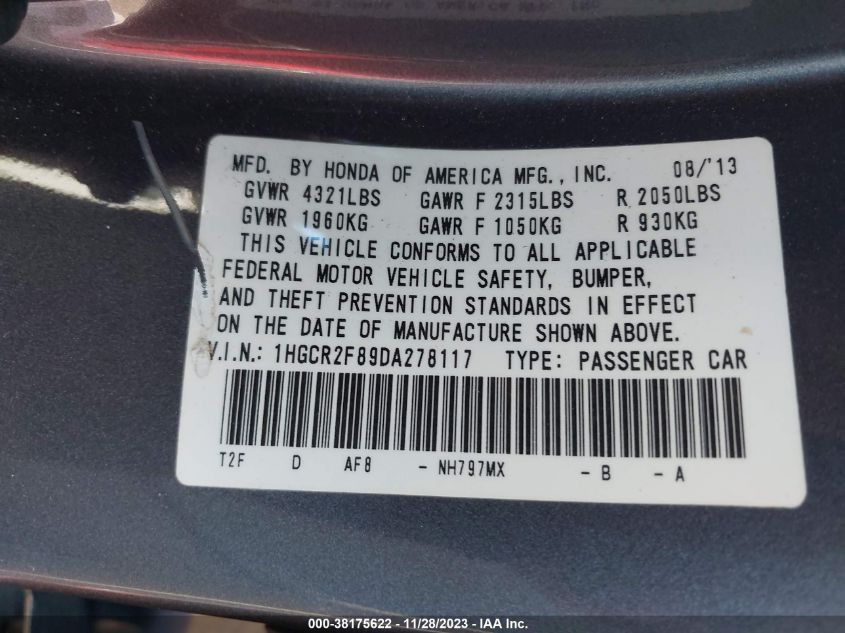 MFD. BY HONDA OF AMERICA MFG., INC. 08/'13
GVWR 4321LBS GAWR F 2315LBS R 2050LBS
GVWR 1960KG GAWR F 1050KG R 930KG
THIS VEHICLE CONFORMS TO ALL APPLICABLE
FEDERAL MOTOR VEHICLE SAFETY, BUMPER,
AND THEFT PREVENTION STANDARDS IN EFFECT
ON THE DATE OF MANUFACTURE SHOWN ABOVE.
V.I.N.: 1HGCR2F89DA278117 TYPE: PASSENGER CAR
T2F D AF8 - NH797MX - B - A
000-38175622 - 11/28/2023 - IAA Inc.